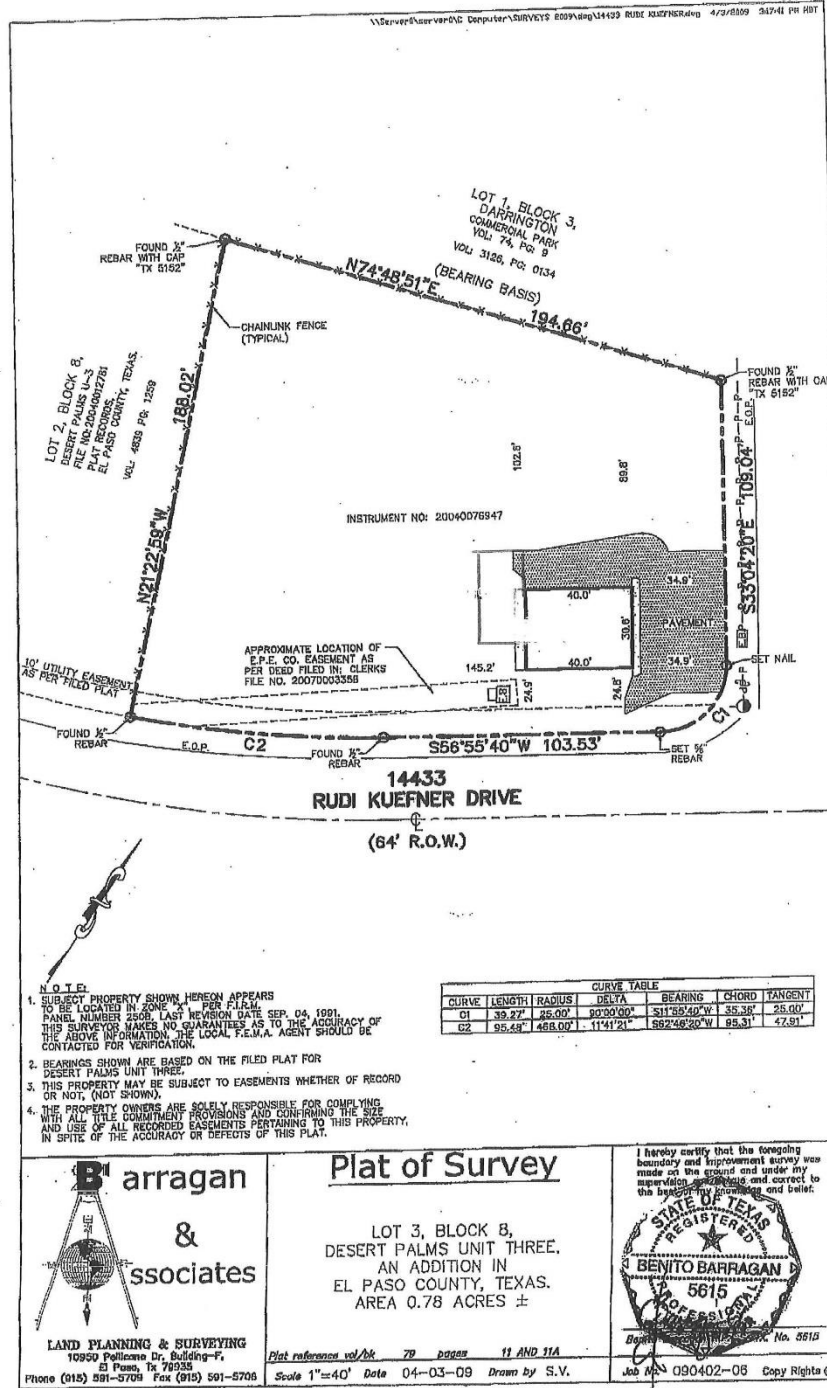 \\Server0\server0\C Computer\SURVEYS 2009\dwg\14433 RUDI KUEFNER.dwg 4/3/2009 3:47:41 PM MDT
LOT 1, BLOCK 3,
DARRINGTON
COMMERCIAL PARK
VOL: 74, PG: 9
VOL: 3126, PG: 0134
(BEARING BASIS)
N74°48'51"E
194.66'
FOUND ½"
REBAR WITH CAP
"TX 5152"
CHAINLINK FENCE
(TYPICAL)
FOUND ½"
REBAR WITH CAP
"TX 5152"
LOT 2, BLOCK 8,
DESERT PALMS U-3
FILE NO: 20040012781
PLAT RECORDS,
EL PASO COUNTY, TEXAS.
VOL: 4839 PG: 1259
188.02'
N21°22'59"W
E.O.P.
S33°04'20"E 109.04'
102.8'
89.8'
INSTRUMENT NO: 20040076947
40.0'
34.9'
30.6'
PAVEMENT
40.0'
34.9'
SET NAIL
APPROXIMATE LOCATION OF
E.P.E. CO. EASEMENT AS
PER DEED FILED IN: CLERKS
FILE NO. 20070003358
145.2'
24.9'
24.8'
10' UTILITY EASEMENT
AS PER FILED PLAT
FOUND ½"
REBAR
E.O.P.
C2
FOUND ½"
REBAR
S56°55'40"W 103.53'
SET ⅝"
REBAR
C1
14433
RUDI KUEFNER DRIVE
(64' R.O.W.)
NOTE:
1. SUBJECT PROPERTY SHOWN HEREON APPEARS
TO BE LOCATED IN ZONE "X", PER F.I.R.M.
PANEL NUMBER 250B, LAST REVISION DATE SEP. 04, 1991.
THIS SURVEYOR MAKES NO GUARANTEES AS TO THE ACCURACY OF
THE ABOVE INFORMATION. THE LOCAL F.E.M.A. AGENT SHOULD BE
CONTACTED FOR VERIFICATION.
2. BEARINGS SHOWN ARE BASED ON THE FILED PLAT FOR
DESERT PALMS UNIT THREE.
3. THIS PROPERTY MAY BE SUBJECT TO EASEMENTS WHETHER OF RECORD
OR NOT, (NOT SHOWN).
4. THE PROPERTY OWNERS ARE SOLELY RESPONSIBLE FOR COMPLYING
WITH ALL TITLE COMMITMENT PROVISIONS AND CONFIRMING THE SIZE
AND USE OF ALL RECORDED EASEMENTS PERTAINING TO THIS PROPERTY,
IN SPITE OF THE ACCURACY OR DEFECTS OF THIS PLAT.
CURVE TABLE
CURVE LENGTH RADIUS DELTA BEARING CHORD TANGENT
C1 39.27' 25.00' 90°00'00" S11°55'40"W 35.36' 25.00'
C2 95.48' 468.00' 11°41'21" S62°46'20"W 95.31' 47.91'
Barragan
&
ssociates
LAND PLANNING & SURVEYING
10950 Pellicano Dr. Building-F,
El Paso, Tx 79935
Phone (915) 591-5709 Fax (915) 591-5706
Plat of Survey
LOT 3, BLOCK 8,
DESERT PALMS UNIT THREE,
AN ADDITION IN
EL PASO COUNTY, TEXAS.
AREA 0.78 ACRES ±
Plat reference vol/bk 79 pages 11 AND 11A
Scale 1"=40' Date 04-03-09 Drawn by S.V.
I hereby certify that the foregoing
boundary and improvement survey was
made on the ground and under my
supervision and correct to
the best of my knowledge and belief.
STATE OF TEXAS
REGISTERED
BENITO BARRAGAN
5615
PROFESSIONAL
No. 5615
Job No. 090402-06 Copy Rights